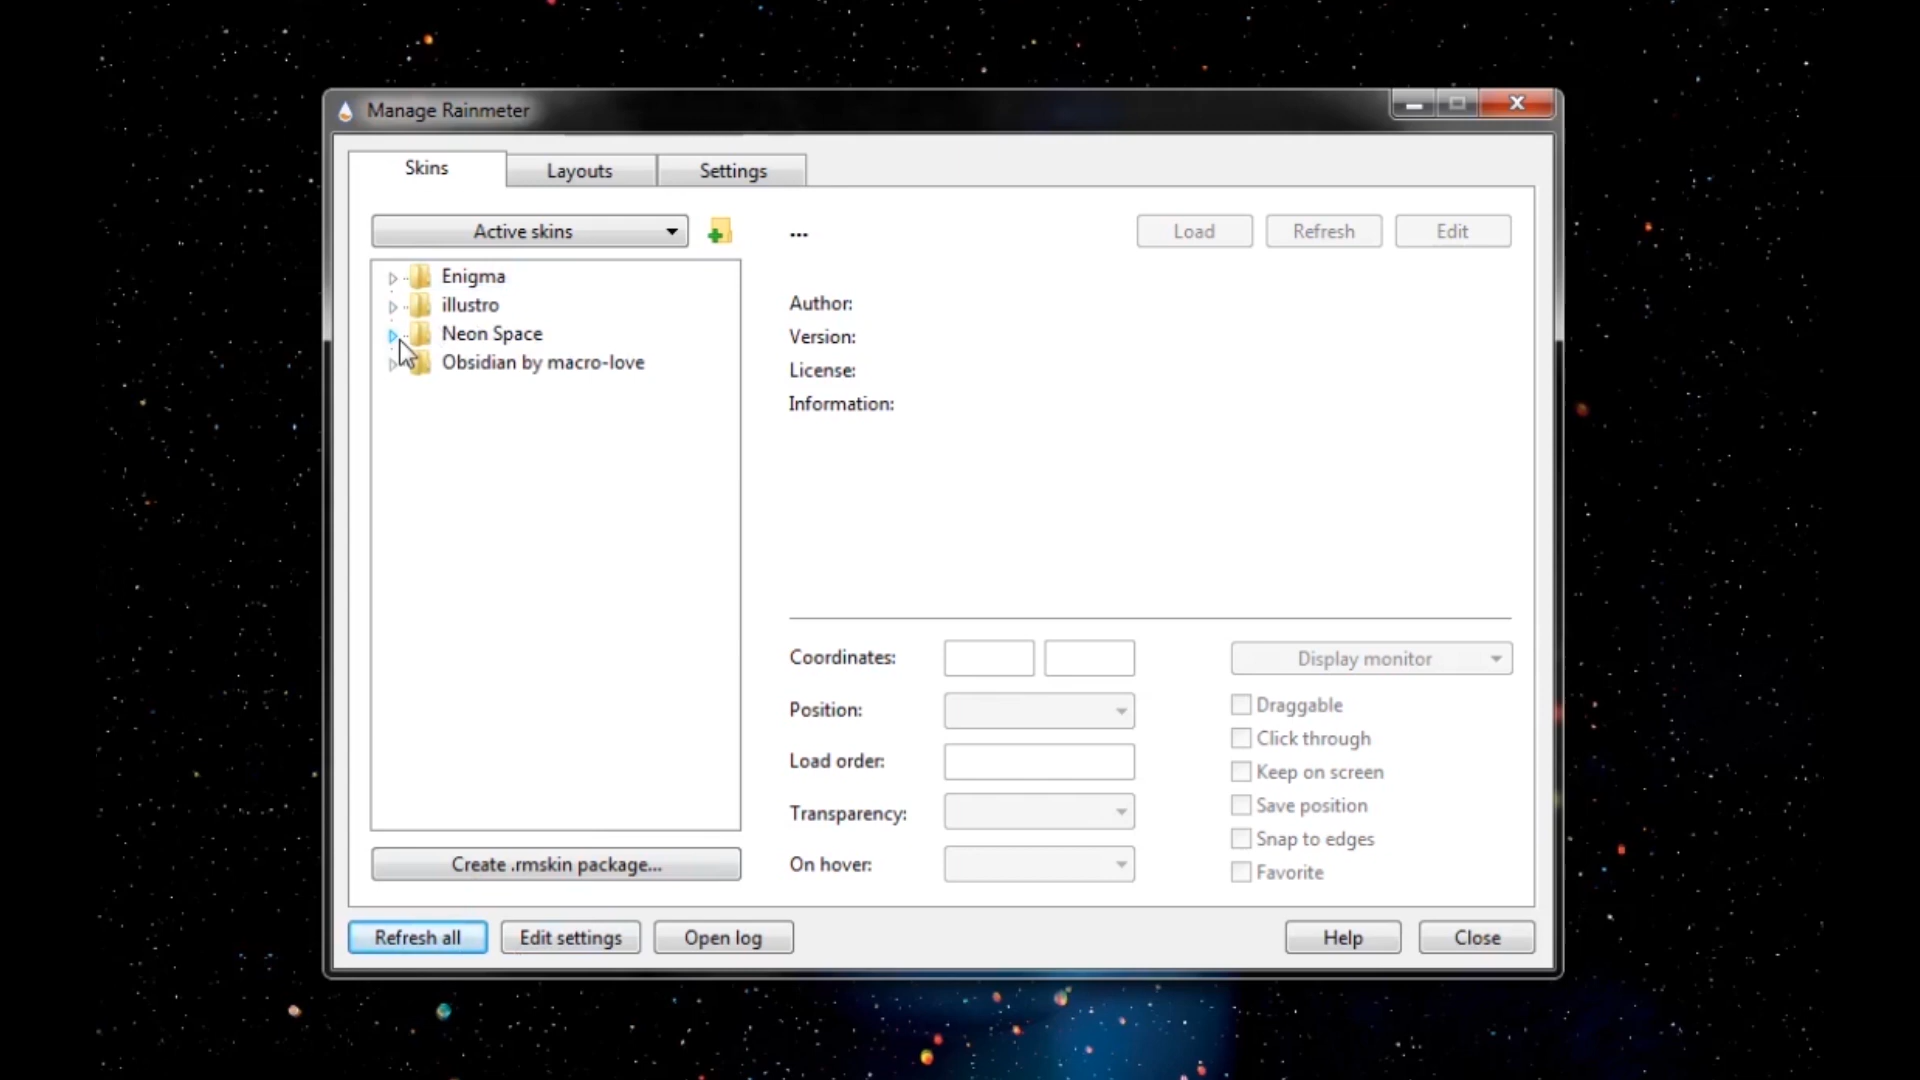 Manage Rainmeter
Skins
Layouts
Settings
Active skins
...
Load
Refresh
Edit
Enigma
illustro
Neon Space
Obsidian by macro-love
Author:
Version:
License:
Information:
Coordinates:
Display monitor
Position:
Draggable
Click through
Load order:
Keep on screen
Transparency:
Save position
Snap to edges
On hover:
Favorite
Create .rmskin package...
Refresh all
Edit settings
Open log
Help
Close